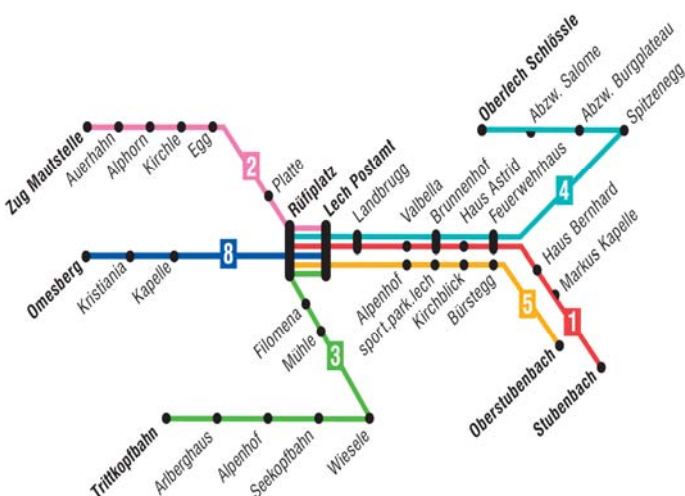 Zug Mautstelle
Auerhahn
Alphorn
Kirchle
Egg
2
Platte
Rüfiplatz
Lech Postamt
Landbrugg
Valbella
Brunnenhof
Haus Astrid
Feuerwehrhaus
Oberlech Schlössle
Abzw. Salome
Abzw. Burgplateau
Spitzenegg
4
Haus Bernhard
Markus Kapelle
1
Stubenbach
Omesberg
Kristiania
Kapelle
8
Alpenhof
sport.park.lech
Kirchblick
Bürstegg
5
Oberstubenbach
Filomena
Mühle
3
Trittkopfbahn
Arlberghaus
Alpenhof
Seekopfbahn
Wiesele